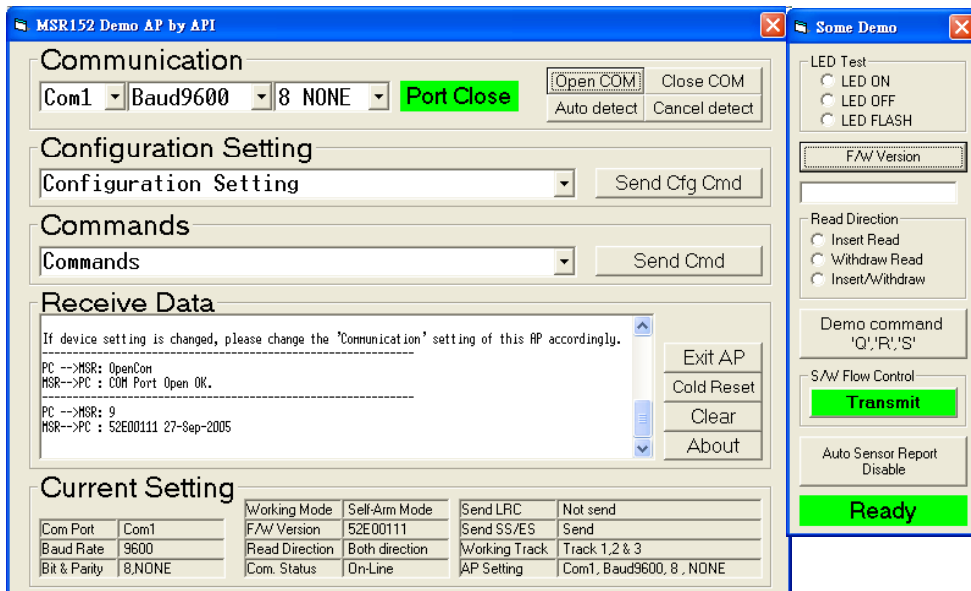 MSR152 Demo AP by API
Communication
Com1 Baud9600 8 NONE Port Close
Open COM Close COM
Auto detect Cancel detect
Configuration Setting
Configuration Setting Send Cfg Cmd
Commands
Commands Send Cmd
Receive Data
If device setting is changed, please change the 'Communication' setting of this AP accordingly.
----------------------------------------------------------------------
PC -->MSR: OpenCom
MSR-->PC : COM Port Open OK.
----------------------------------------------------------------------
PC -->MSR: 9
MSR-->PC : 52E00111 27-Sep-2005
Exit AP
Cold Reset
Clear
About
Current Setting
Com Port Com1
Baud Rate 9600
Bit & Parity 8,NONE
Working Mode Self-Arm Mode
F/W Version 52E00111
Read Direction Both direction
Com. Status On-Line
Send LRC Not send
Send SS/ES Send
Working Track Track 1,2 & 3
AP Setting Com1, Baud9600, 8 , NONE
Some Demo
LED Test
LED ON
LED OFF
LED FLASH
F/W Version
Read Direction
Insert Read
Withdraw Read
Insert/Withdraw
Demo command
'Q','R','S'
S/W Flow Control
Transmit
Auto Sensor Report
Disable
Ready